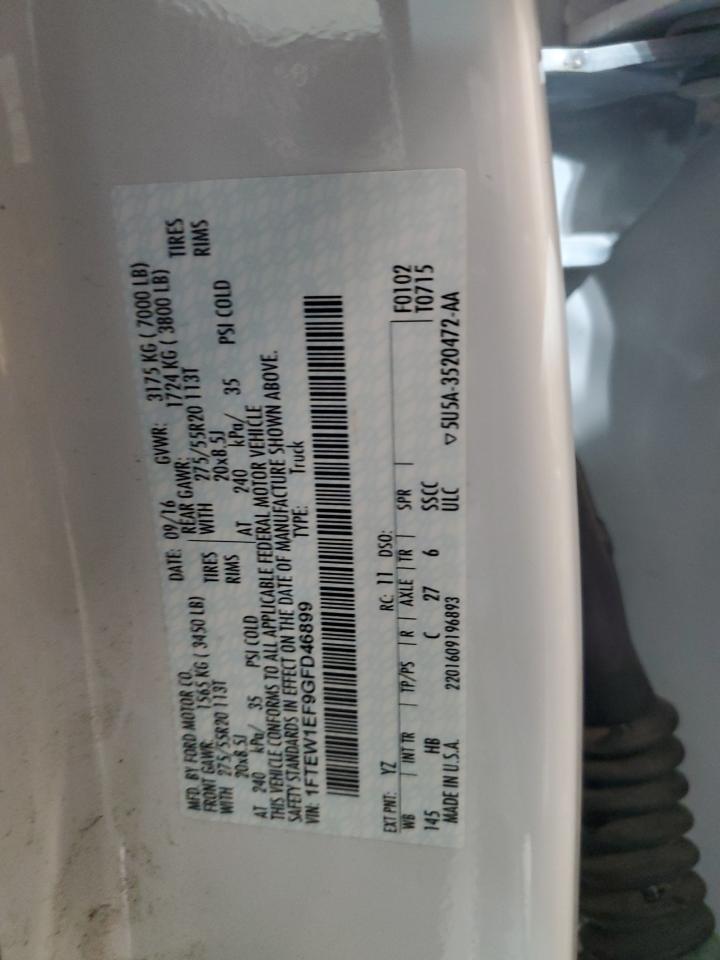 MFD. BY FORD MOTOR CO. DATE: 09/16 GVWR: 3175 KG ( 7000 LB)
FRONT GAWR: 1565 KG ( 3450 LB) REAR GAWR: 1724 KG ( 3800 LB)
WITH 275/55R20 113T TIRES WITH 275/55R20 113T TIRES
20x8.5J RIMS 20x8.5J RIMS
AT 240 kPa/ 35 PSI COLD AT 240 kPa/ 35 PSI COLD
THIS VEHICLE CONFORMS TO ALL APPLICABLE FEDERAL MOTOR VEHICLE
SAFETY STANDARDS IN EFFECT ON THE DATE OF MANUFACTURE SHOWN ABOVE.
VIN: 1FTEW1EF9GFD46899 TYPE: Truck
EXT PNT: YZ RC: 11 DSO: F0102
WB INT TR TP/PS R AXLE TR SPR T0715
145 HB C 27 6 SSCC
MADE IN U.S.A. 2201609196893 ULC ▽5U5A-3520472-AA